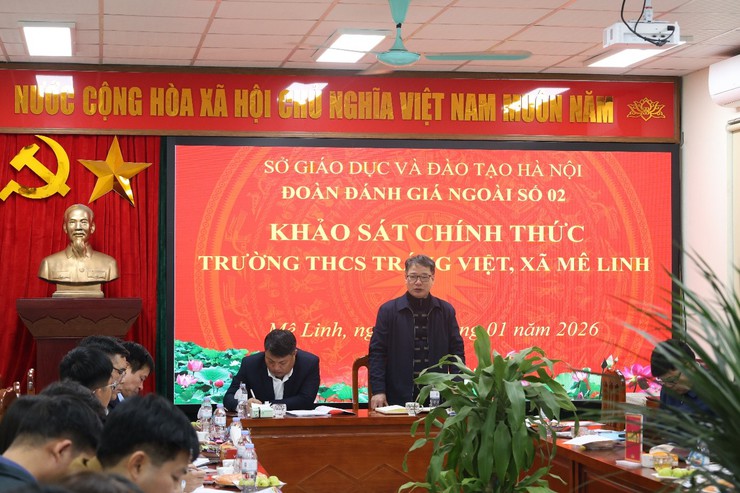 NƯỚC CỘNG HÒA XÃ HỘI CHỦ NGHĨA VIỆT NAM MUÔN NĂM
SỞ GIÁO DỤC VÀ ĐÀO TẠO HÀ NỘI
ĐOÀN ĐÁNH GIÁ NGOÀI SỐ 02
KHẢO SÁT CHÍNH THỨC
TRƯỜNG THCS TRÁNG VIỆT, XÃ MÊ LINH
Mê Linh, 01 năm 2026